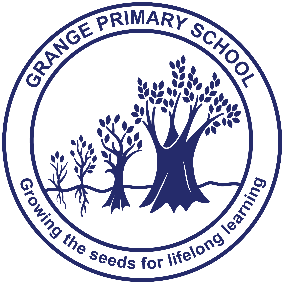 GRANGE PRIMARY SCHOOL
Growing the seeds for lifelong learning